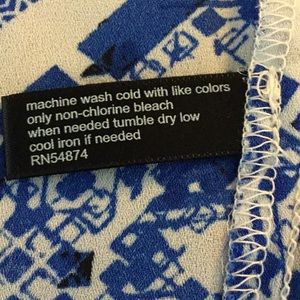 machine wash cold with like colors
only non-chlorine bleach
when needed tumble dry low
cool iron if needed
RN54874